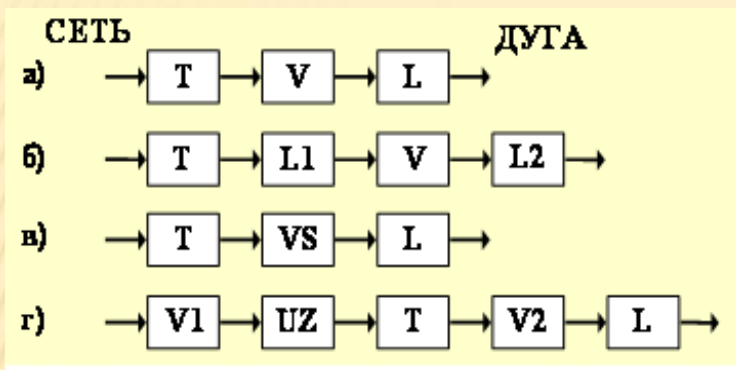 СЕТЬ ДУГА
а) T V L
б) T L1 V L2
в) T VS L
г) V1 UZ T V2 L